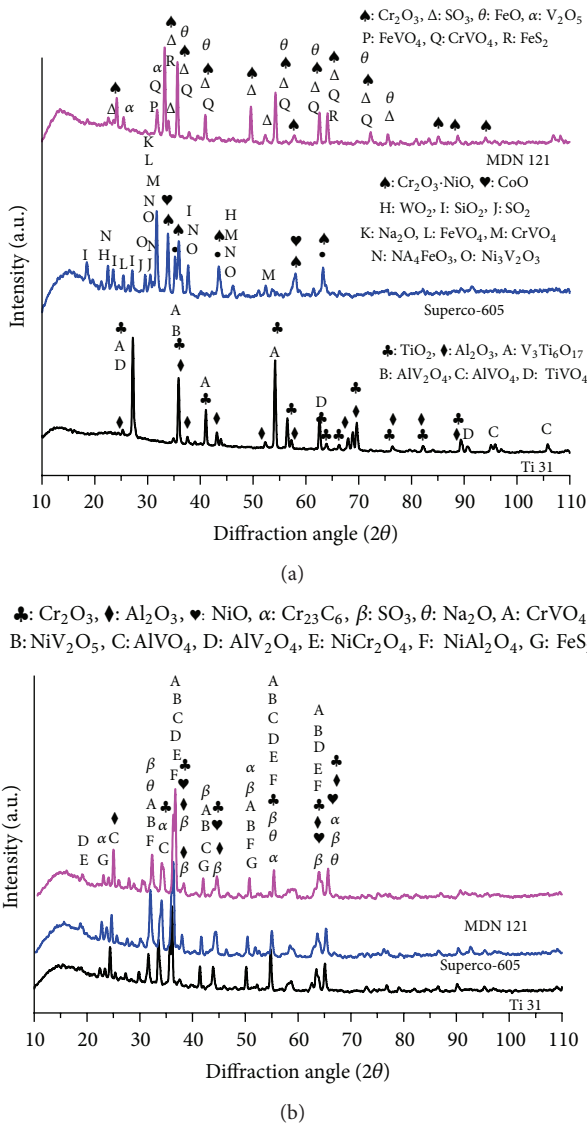 (a)
♠: Cr2O3, Δ: SO3, θ: FeO, α: V2O5
P: FeVO4, Q: CrVO4, R: FeS2
MDN 121
♠: Cr2O3·NiO, ♥: CoO
H: WO2, I: SiO2, J: SO2
K: Na2O, L: FeVO4, M: CrVO4
N: NA4FeO3, O: Ni3V2O3
Superco-605
♣: TiO2, ♦: Al2O3, A: V3Ti6O17
B: AlV2O4, C: AlVO4, D: TiVO4
Ti 31
Intensity (a.u.)
10 20 30 40 50 60 70 80 90 100 110
Diffraction angle (2θ)
(a)
♣: Cr2O3, ♦: Al2O3, ♥: NiO, α: Cr23C6, β: SO3, θ: Na2O, A: CrVO4
B: NiV2O5, C: AlVO4, D: AlV2O4, E: NiCr2O4, F: NiAl2O4, G: FeS
MDN 121
Superco-605
Ti 31
Intensity (a.u.)
10 20 30 40 50 60 70 80 90 100 110
Diffraction angle (2θ)
(b)